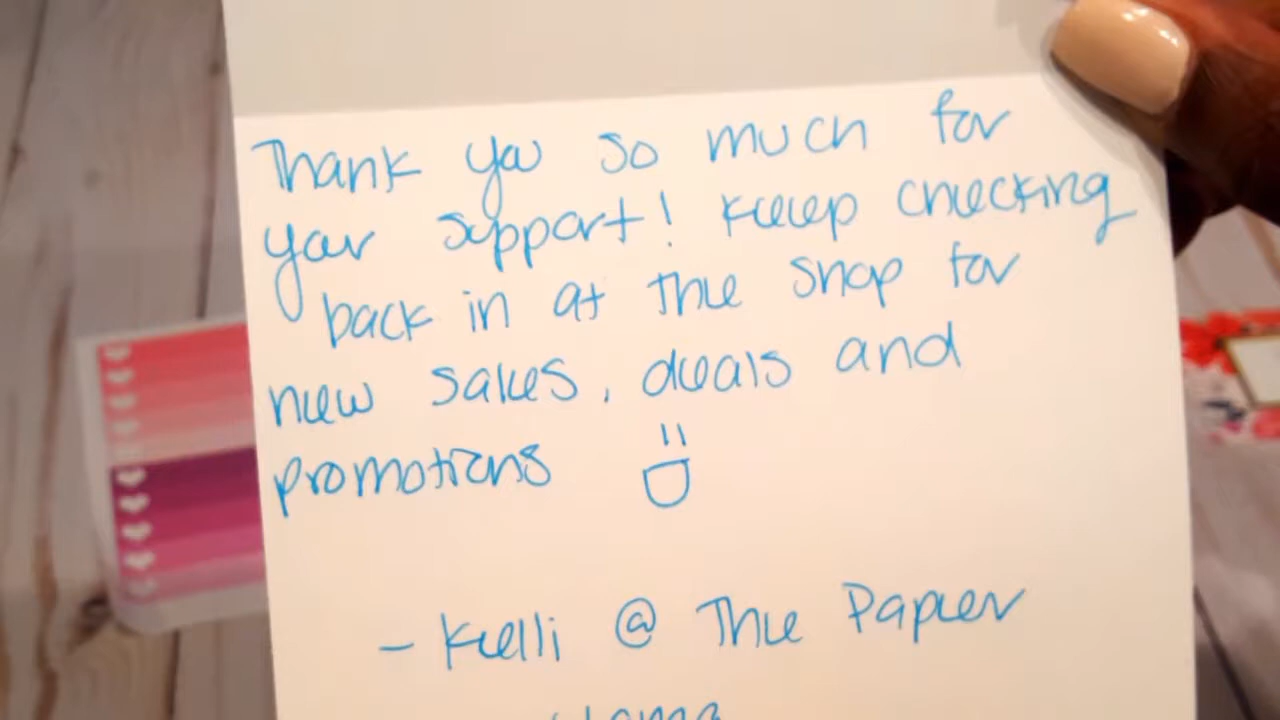 Thank you so much for
your support! Keep checking
back in at the shop for
new sales, deals and
promotions
- Kelli @ The Papier